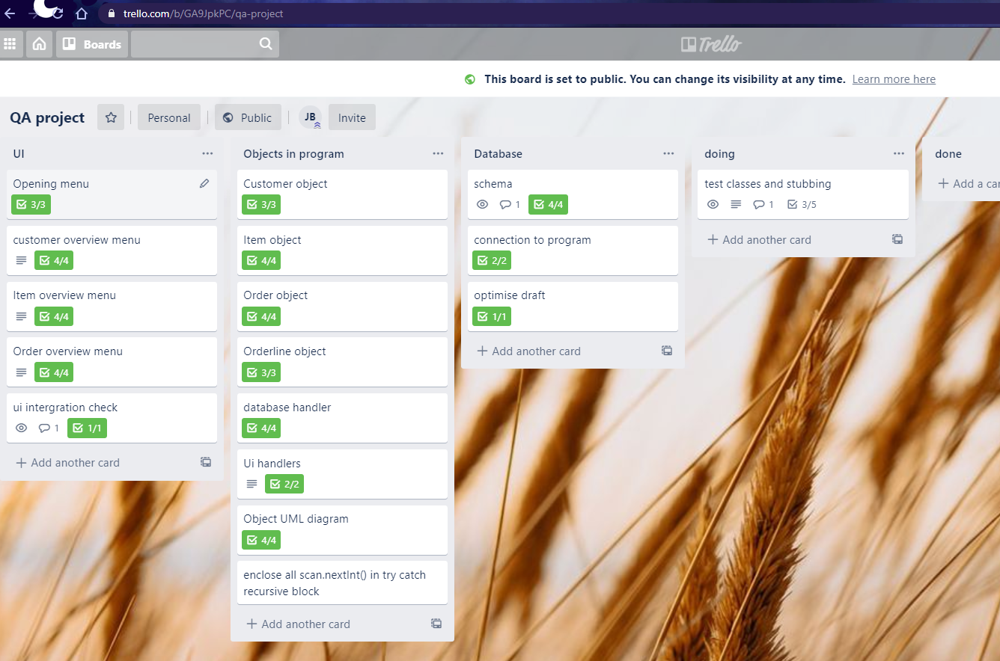 trello.com/b/GA9JpkPC/qa-project
Boards
Trello
This board is set to public. You can change its visibility at any time. Learn more here
QA project
Personal
Public
JB
Invite
UI
Opening menu
3/3
customer overview menu
4/4
Item overview menu
4/4
Order overview menu
4/4
ui intergration check
1 1/1
+ Add another card
Objects in program
Customer object
3/3
Item object
4/4
Order object
4/4
Orderline object
3/3
database handler
4/4
Ui handlers
2/2
Object UML diagram
4/4
enclose all scan.nextInt() in try catch
recursive block
+ Add another card
Database
schema
1 4/4
connection to program
2/2
optimise draft
1/1
+ Add another card
doing
test classes and stubbing
1 3/5
+ Add another card
done
+ Add a car